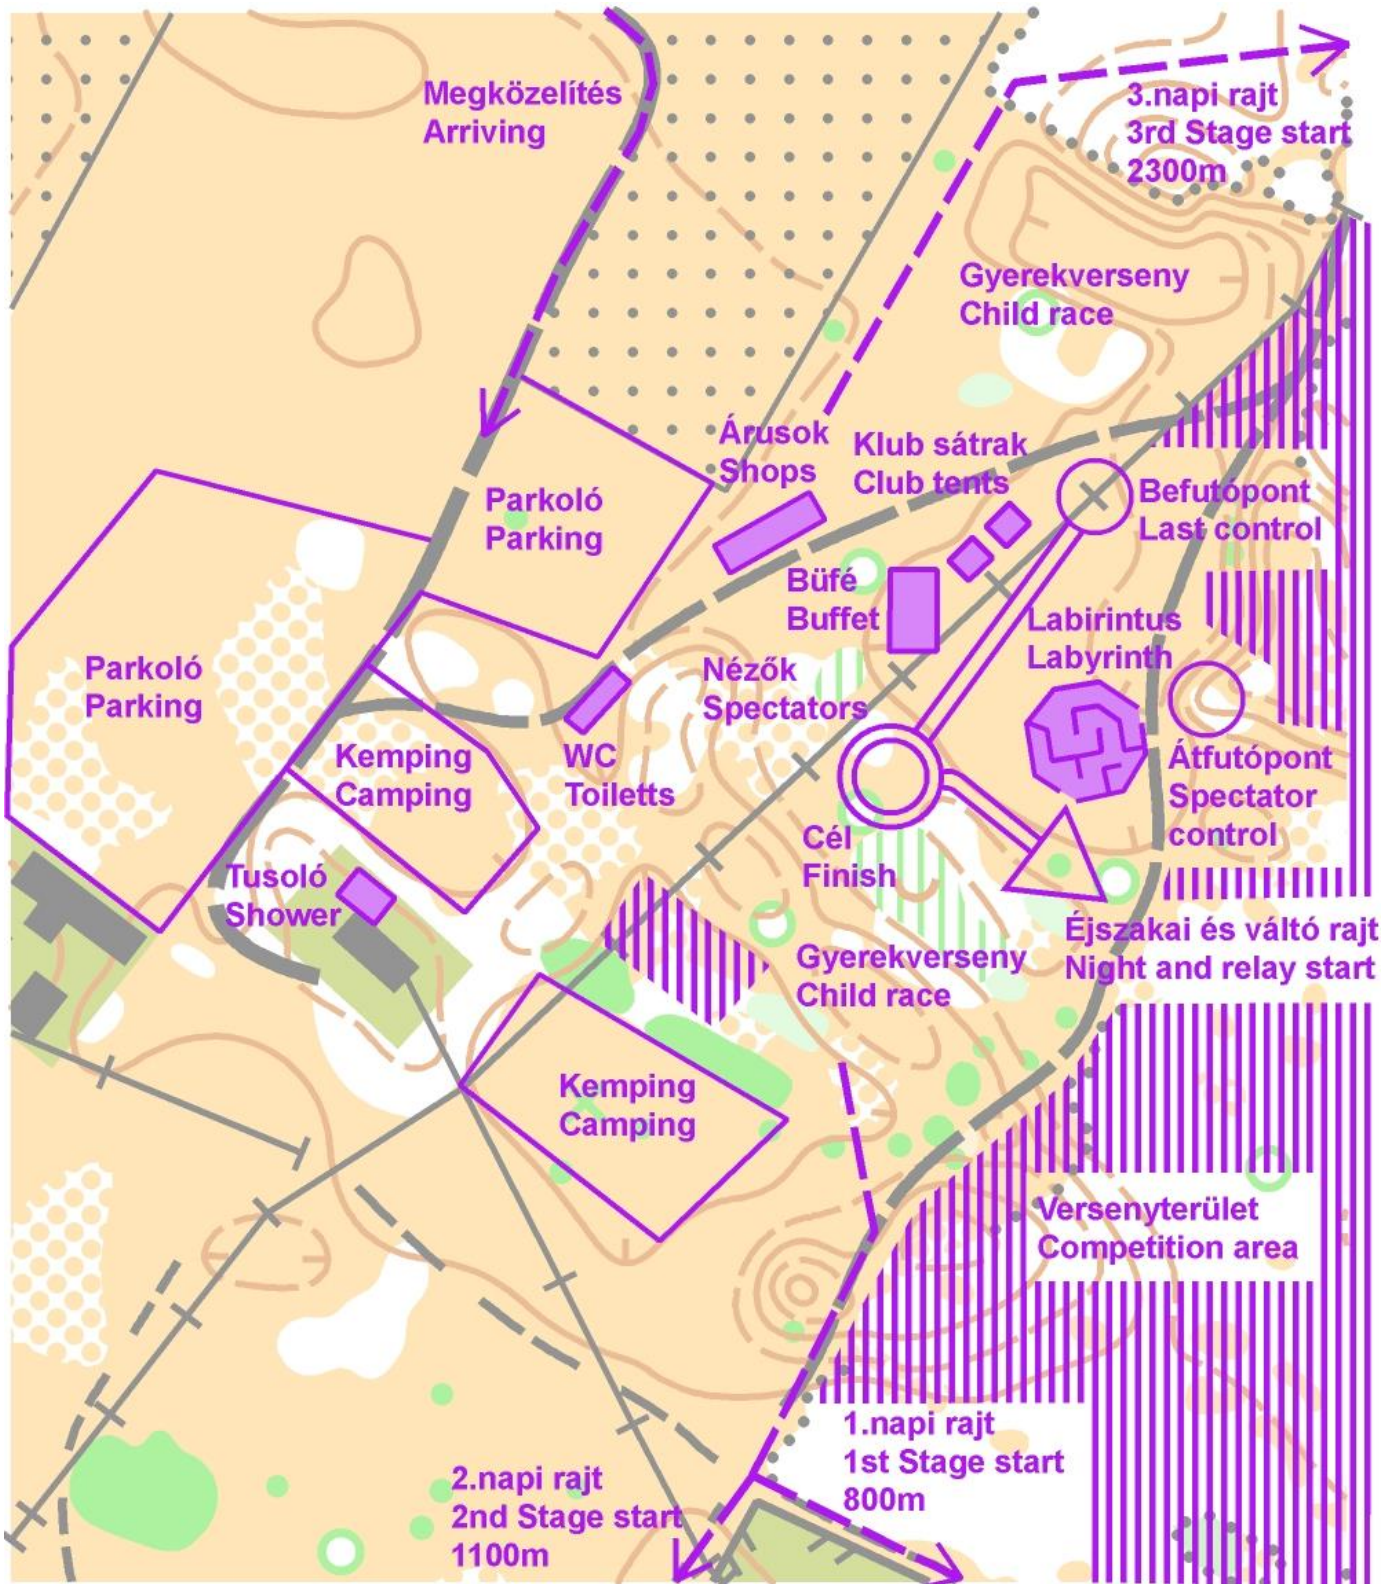 Megközelítés
Arriving
3.napi rajt
3rd Stage start
2300m
Gyerekverseny
Child race
Árusok
Shops
Klub sátrak
Club tents
Parkoló
Parking
Befutópont
Last control
Büfé
Buffet
Labirintus
Labyrinth
Parkoló
Parking
Nézők
Spectators
Kemping
Camping
WC
Toiletts
Átfutópont
Spectator
control
Cél
Finish
Tusoló
Shower
Éjszakai és váltó rajt
Night and relay start
Gyerekverseny
Child race
Kemping
Camping
Versenyterület
Competition area
1.napi rajt
1st Stage start
800m
2.napi rajt
2nd Stage start
1100m